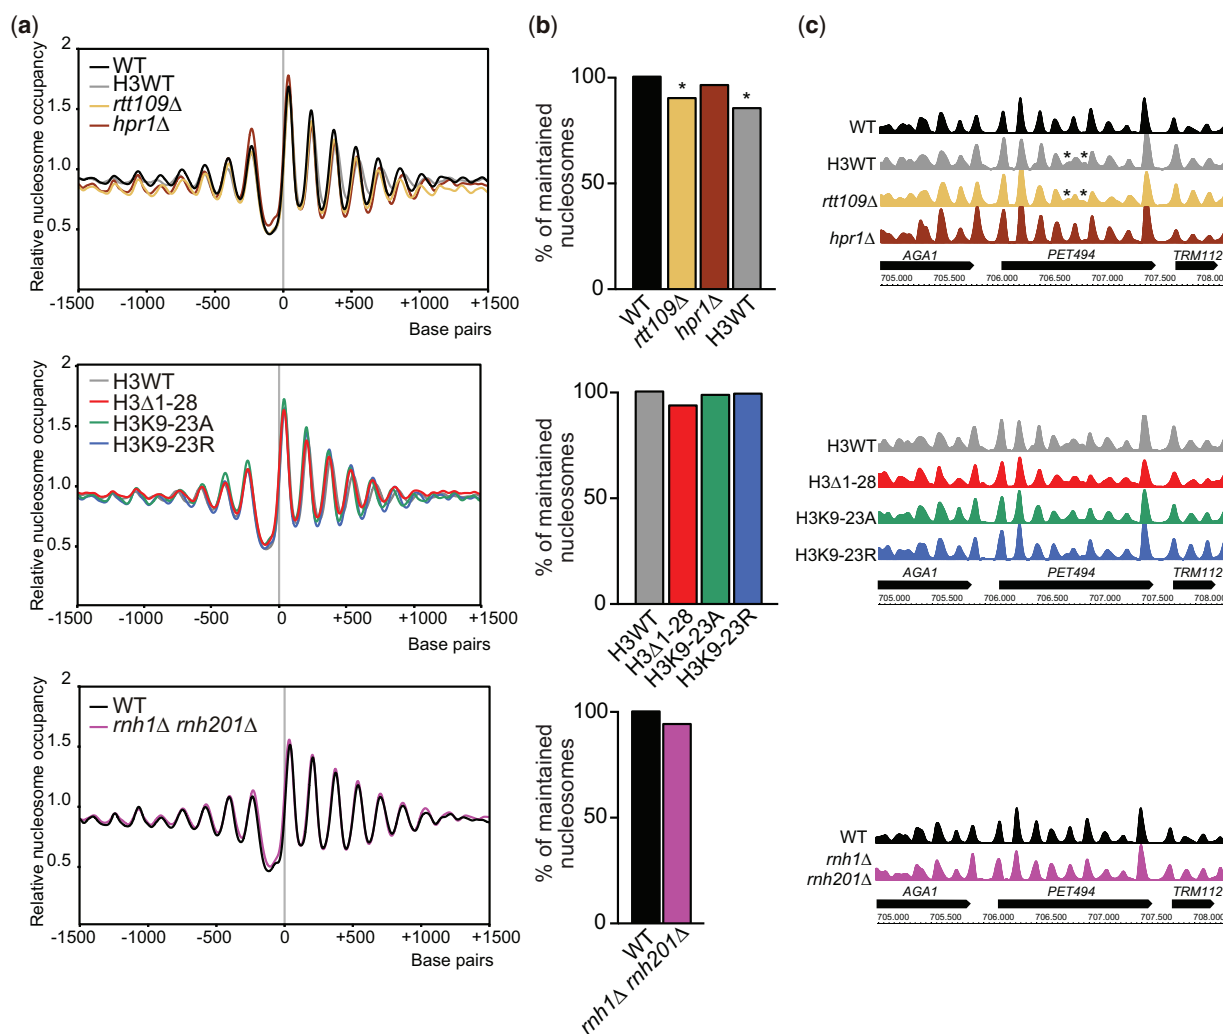 (a)
2
1.5
1.0
0.5
Relative nucleosome occupancy
WT
H3WT
rtt109Δ
hpr1Δ
-1500 -1000 -500 0 +500 +1000 +1500
Base pairs
(b)
100
50
0
% of maintained
nucleosomes
* *
WT
rtt109Δ
hpr1Δ
H3WT
(c)
WT
H3WT
* *
rtt109Δ
* *
hpr1Δ
AGA1 PET494 TRM112
705.000 705.500 706.000 706.500 707.000 707.500 708.0
2
1.5
1.0
0.5
Relative nucleosome occupancy
H3WT
H3Δ1-28
H3K9-23A
H3K9-23R
-1500 -1000 -500 0 +500 +1000 +1500
Base pairs
100
50
0
% of maintained
nucleosomes
H3WT
H3Δ1-28
H3K9-23A
H3K9-23R
H3WT
H3Δ1-28
H3K9-23A
H3K9-23R
AGA1 PET494 TRM112
705.000 705.500 706.000 706.500 707.000 707.500 708.0
2
1.5
1.0
0.5
Relative nucleosome occupancy
WT
rnh1Δ rnh201Δ
-1500 -1000 -500 0 +500 +1000 +1500
Base pairs
100
50
0
% of maintained
nucleosomes
WT
rnh1Δ rnh201Δ
WT
rnh1Δ
rnh201Δ
AGA1 PET494 TRM112
705.000 705.500 706.000 706.500 707.000 707.500 708.0